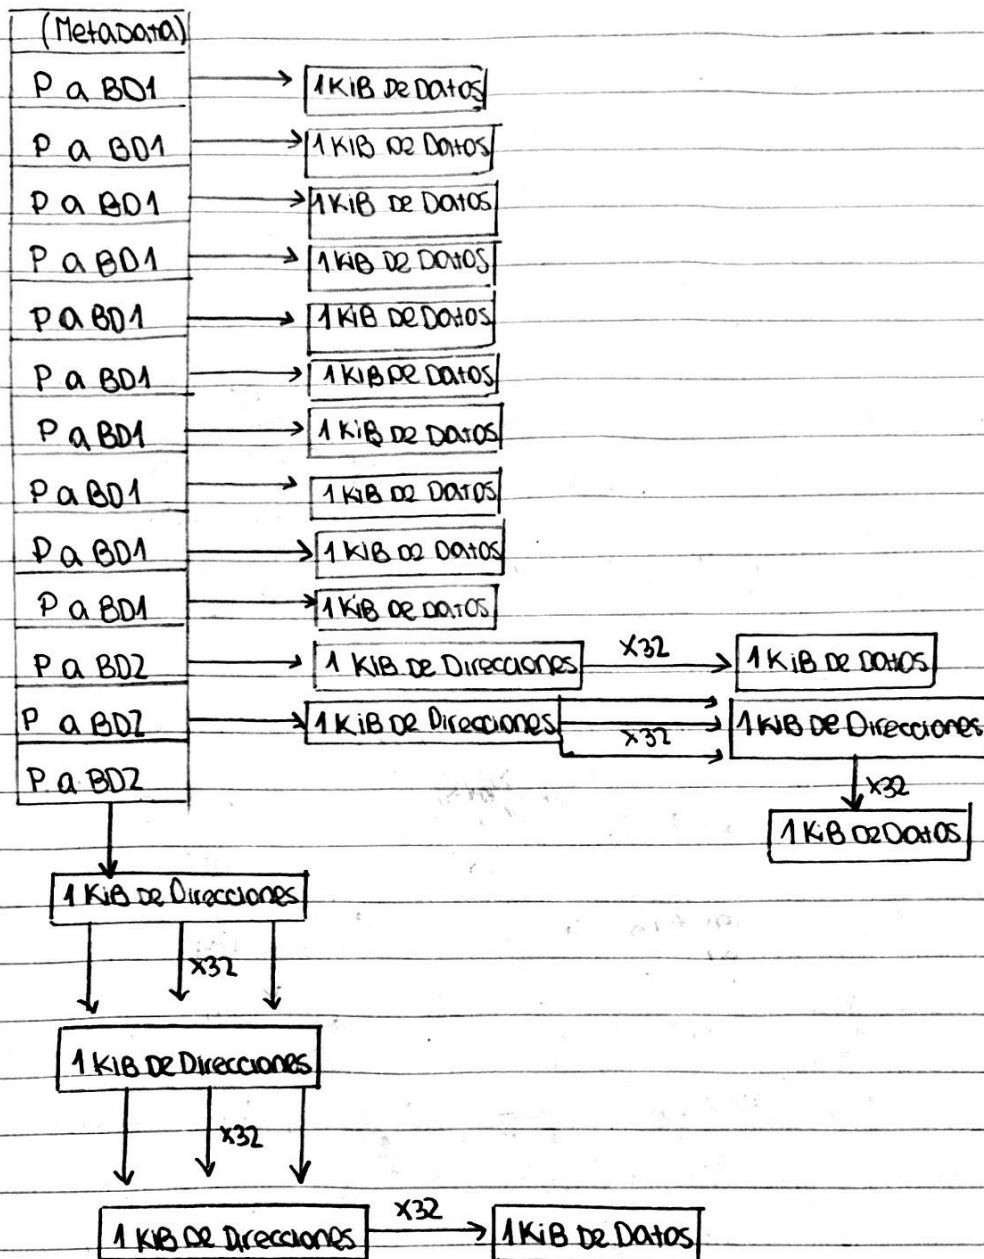 (Metadata)
P a BD1 1 KiB De Datos
P a BD1 1 KiB De Datos
P a BD1 1 KiB De Datos
P a BD1 1 KiB De Datos
P a BD1 1 KiB De Datos
P a BD1 1 KiB De Datos
P a BD1 1 KiB De Datos
P a BD1 1 KiB De Datos
P a BD1 1 KiB De Datos
P a BD1 1 KiB De Datos
P a BD2 1 KiB De Direcciones X32 1 KiB De Datos
P a BD2 1 KiB De Direcciones X32 1 KiB De Direcciones
P a BD2 X32
1 KiB De Datos
1 KiB De Direcciones
X32
1 KiB De Direcciones
X32
1 KiB De Direcciones X32 1 KiB De Datos